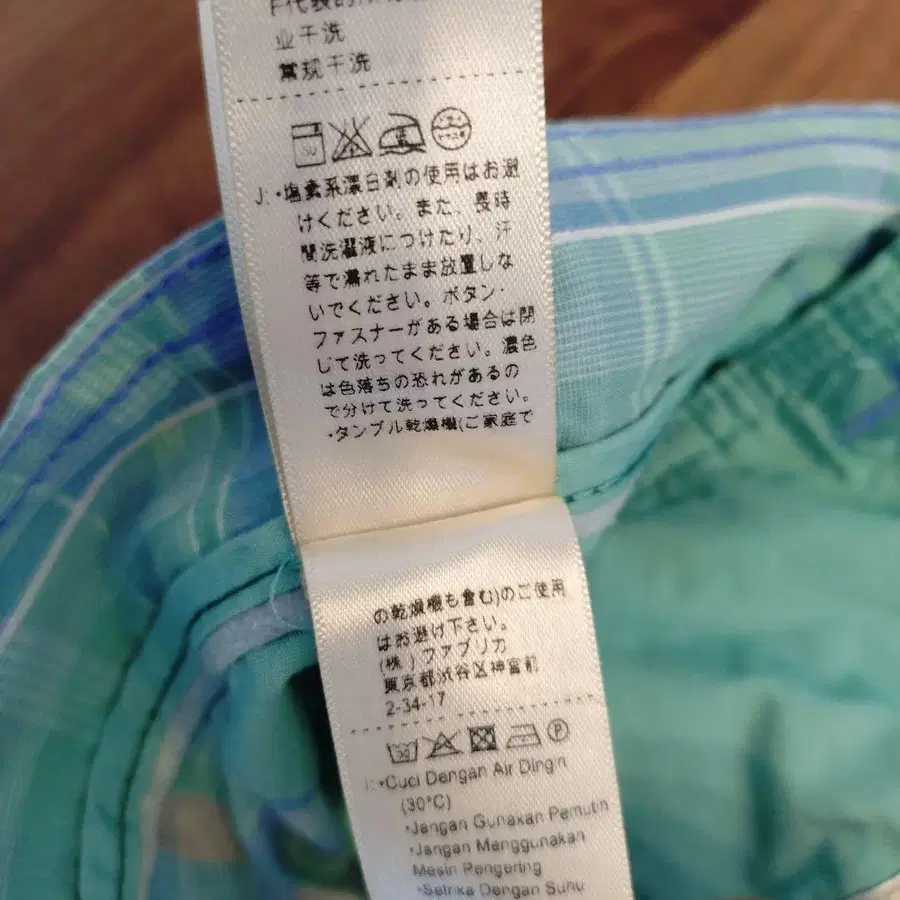 F代表的
业干洗
常规干洗
J: •塩素系漂白剤の使用はお避
けください。また、長時
間洗濯液につけたり、汗
等で濡れたまま放置しな
いでください。ボタン・
ファスナーがある場合は閉
じて洗ってください。濃色
は色落ちの恐れがあるの
で分けて洗ってください。
•タンブル乾燥機(ご家庭で
の乾燥機も含む)のご使用
はお避け下さい。
(株)ファブリカ
東京都渋谷区神宮前
2-34-17
I: •Cuci Dengan Air Dingin
(30°C)
•Jangan Gunakan Pemutih
•Jangan Menggunakan
Mesin Pengering
•Setrika Dengan Suhu